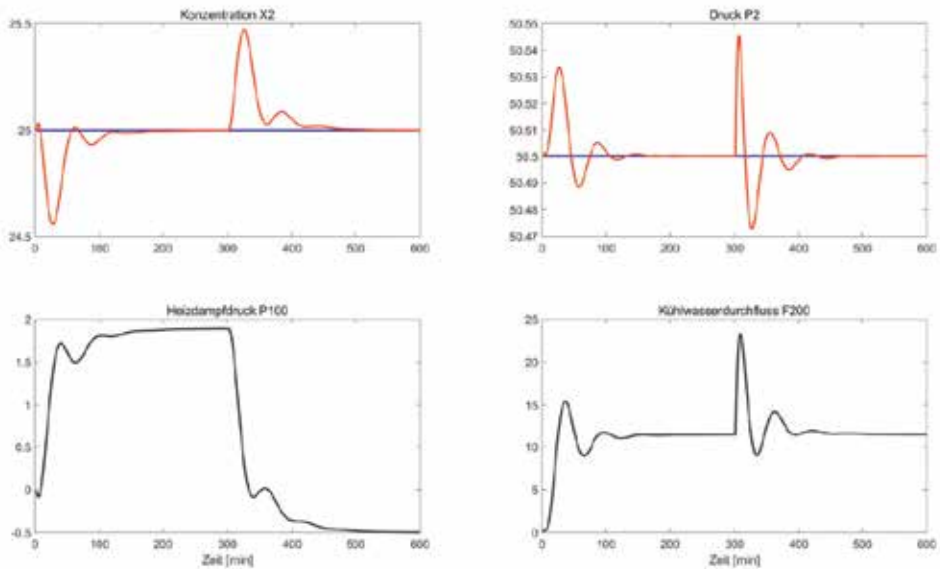 Konzentration X2
25.5
25
24.5
0 100 200 300 400 500 600
Druck P2
50.55
50.54
50.53
50.52
50.51
50.5
50.49
50.48
50.47
0 100 200 300 400 500 600
Heizdampfdruck P100
2
1.5
1
0.5
0
-0.5
0 100 200 300 400 500 600
Zeit [min]
Kühlwasserdurchfluss F200
25
20
15
10
5
0
0 100 200 300 400 500 600
Zeit [min]